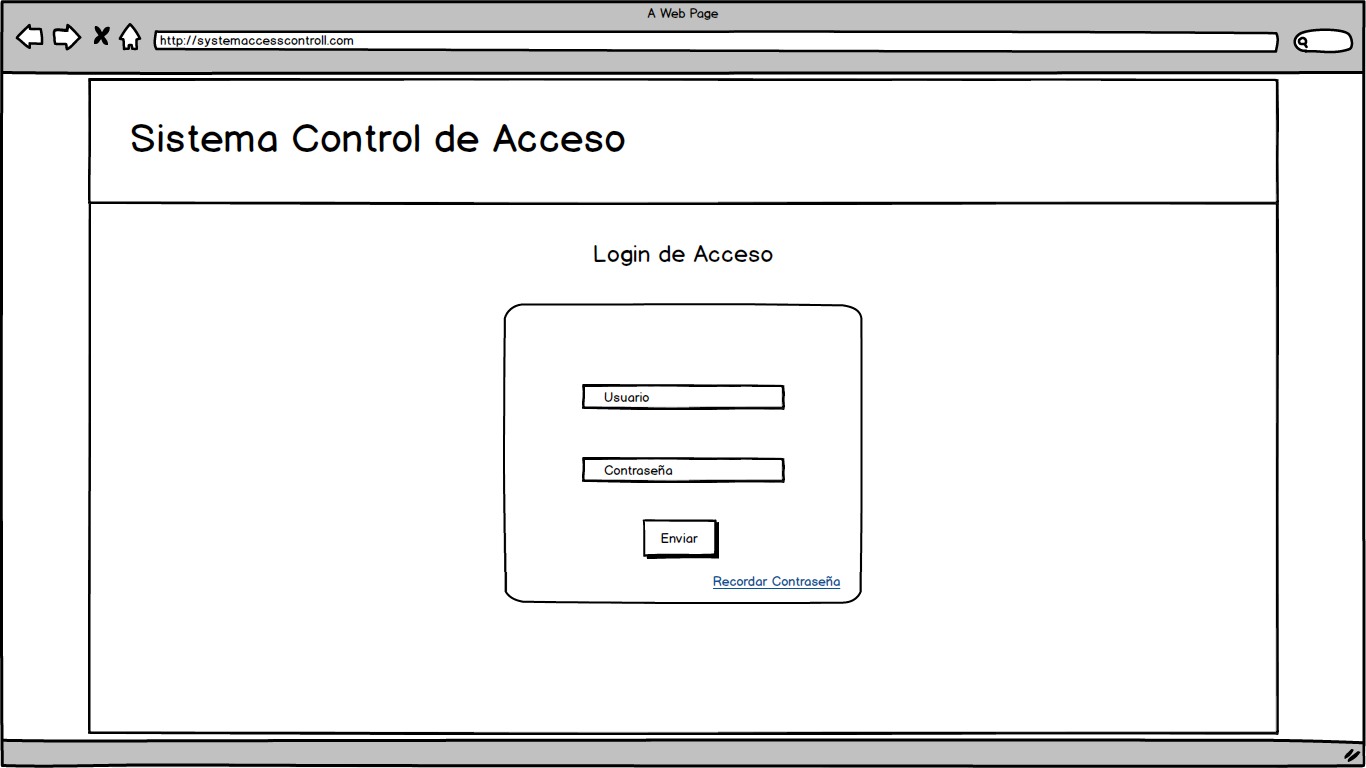 A Web Page
http://systemaccesscontroll.com
Sistema Control de Acceso
Login de Acceso
Usuario
Contraseña
Enviar
Recordar Contraseña